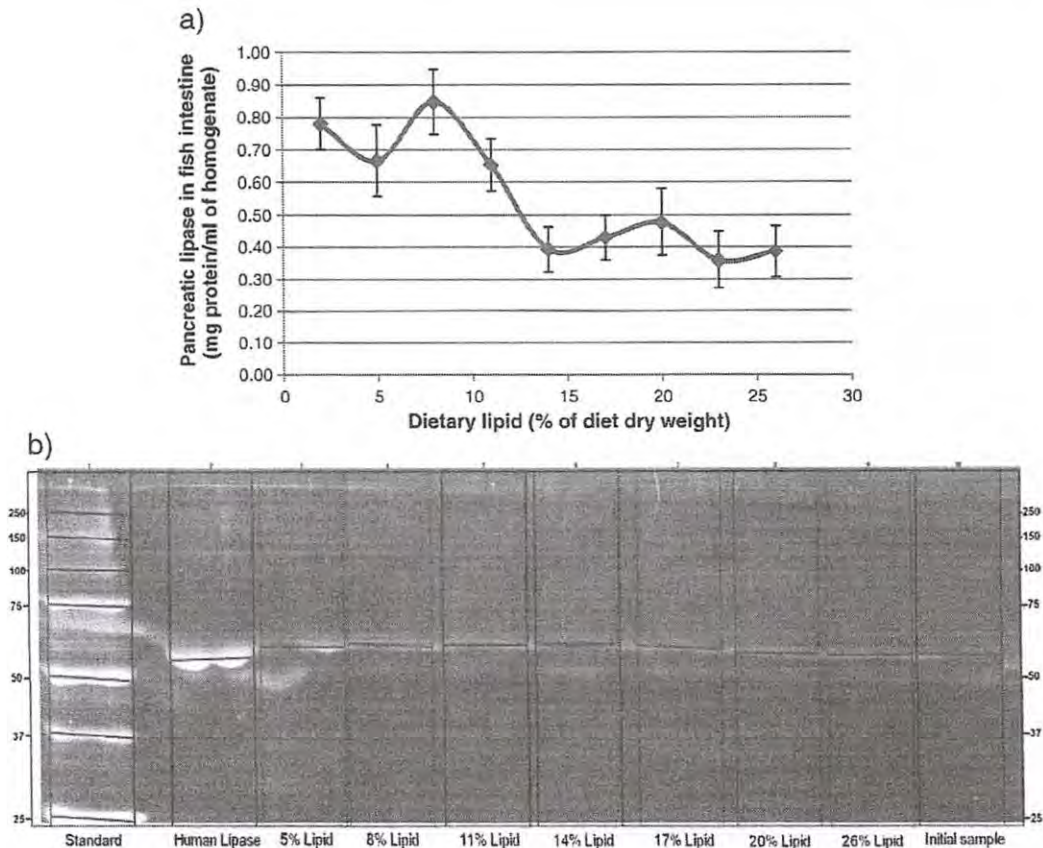 a)
Pancreatic lipase in fish intestine
(mg protein/ml of homogenate)
1.00
0.90
0.80
0.70
0.60
0.50
0.40
0.30
0.20
0.10
0.00
0 5 10 15 20 25 30
Dietary lipid (% of diet dry weight)
b)
250 250
150 150
100 100
75 75
50 50
37 37
25 25
Standard Human Lipase 5% Lipid 8% Lipid 11% Lipid 14% Lipid 17% Lipid 20% Lipid 26% Lipid Initial sample